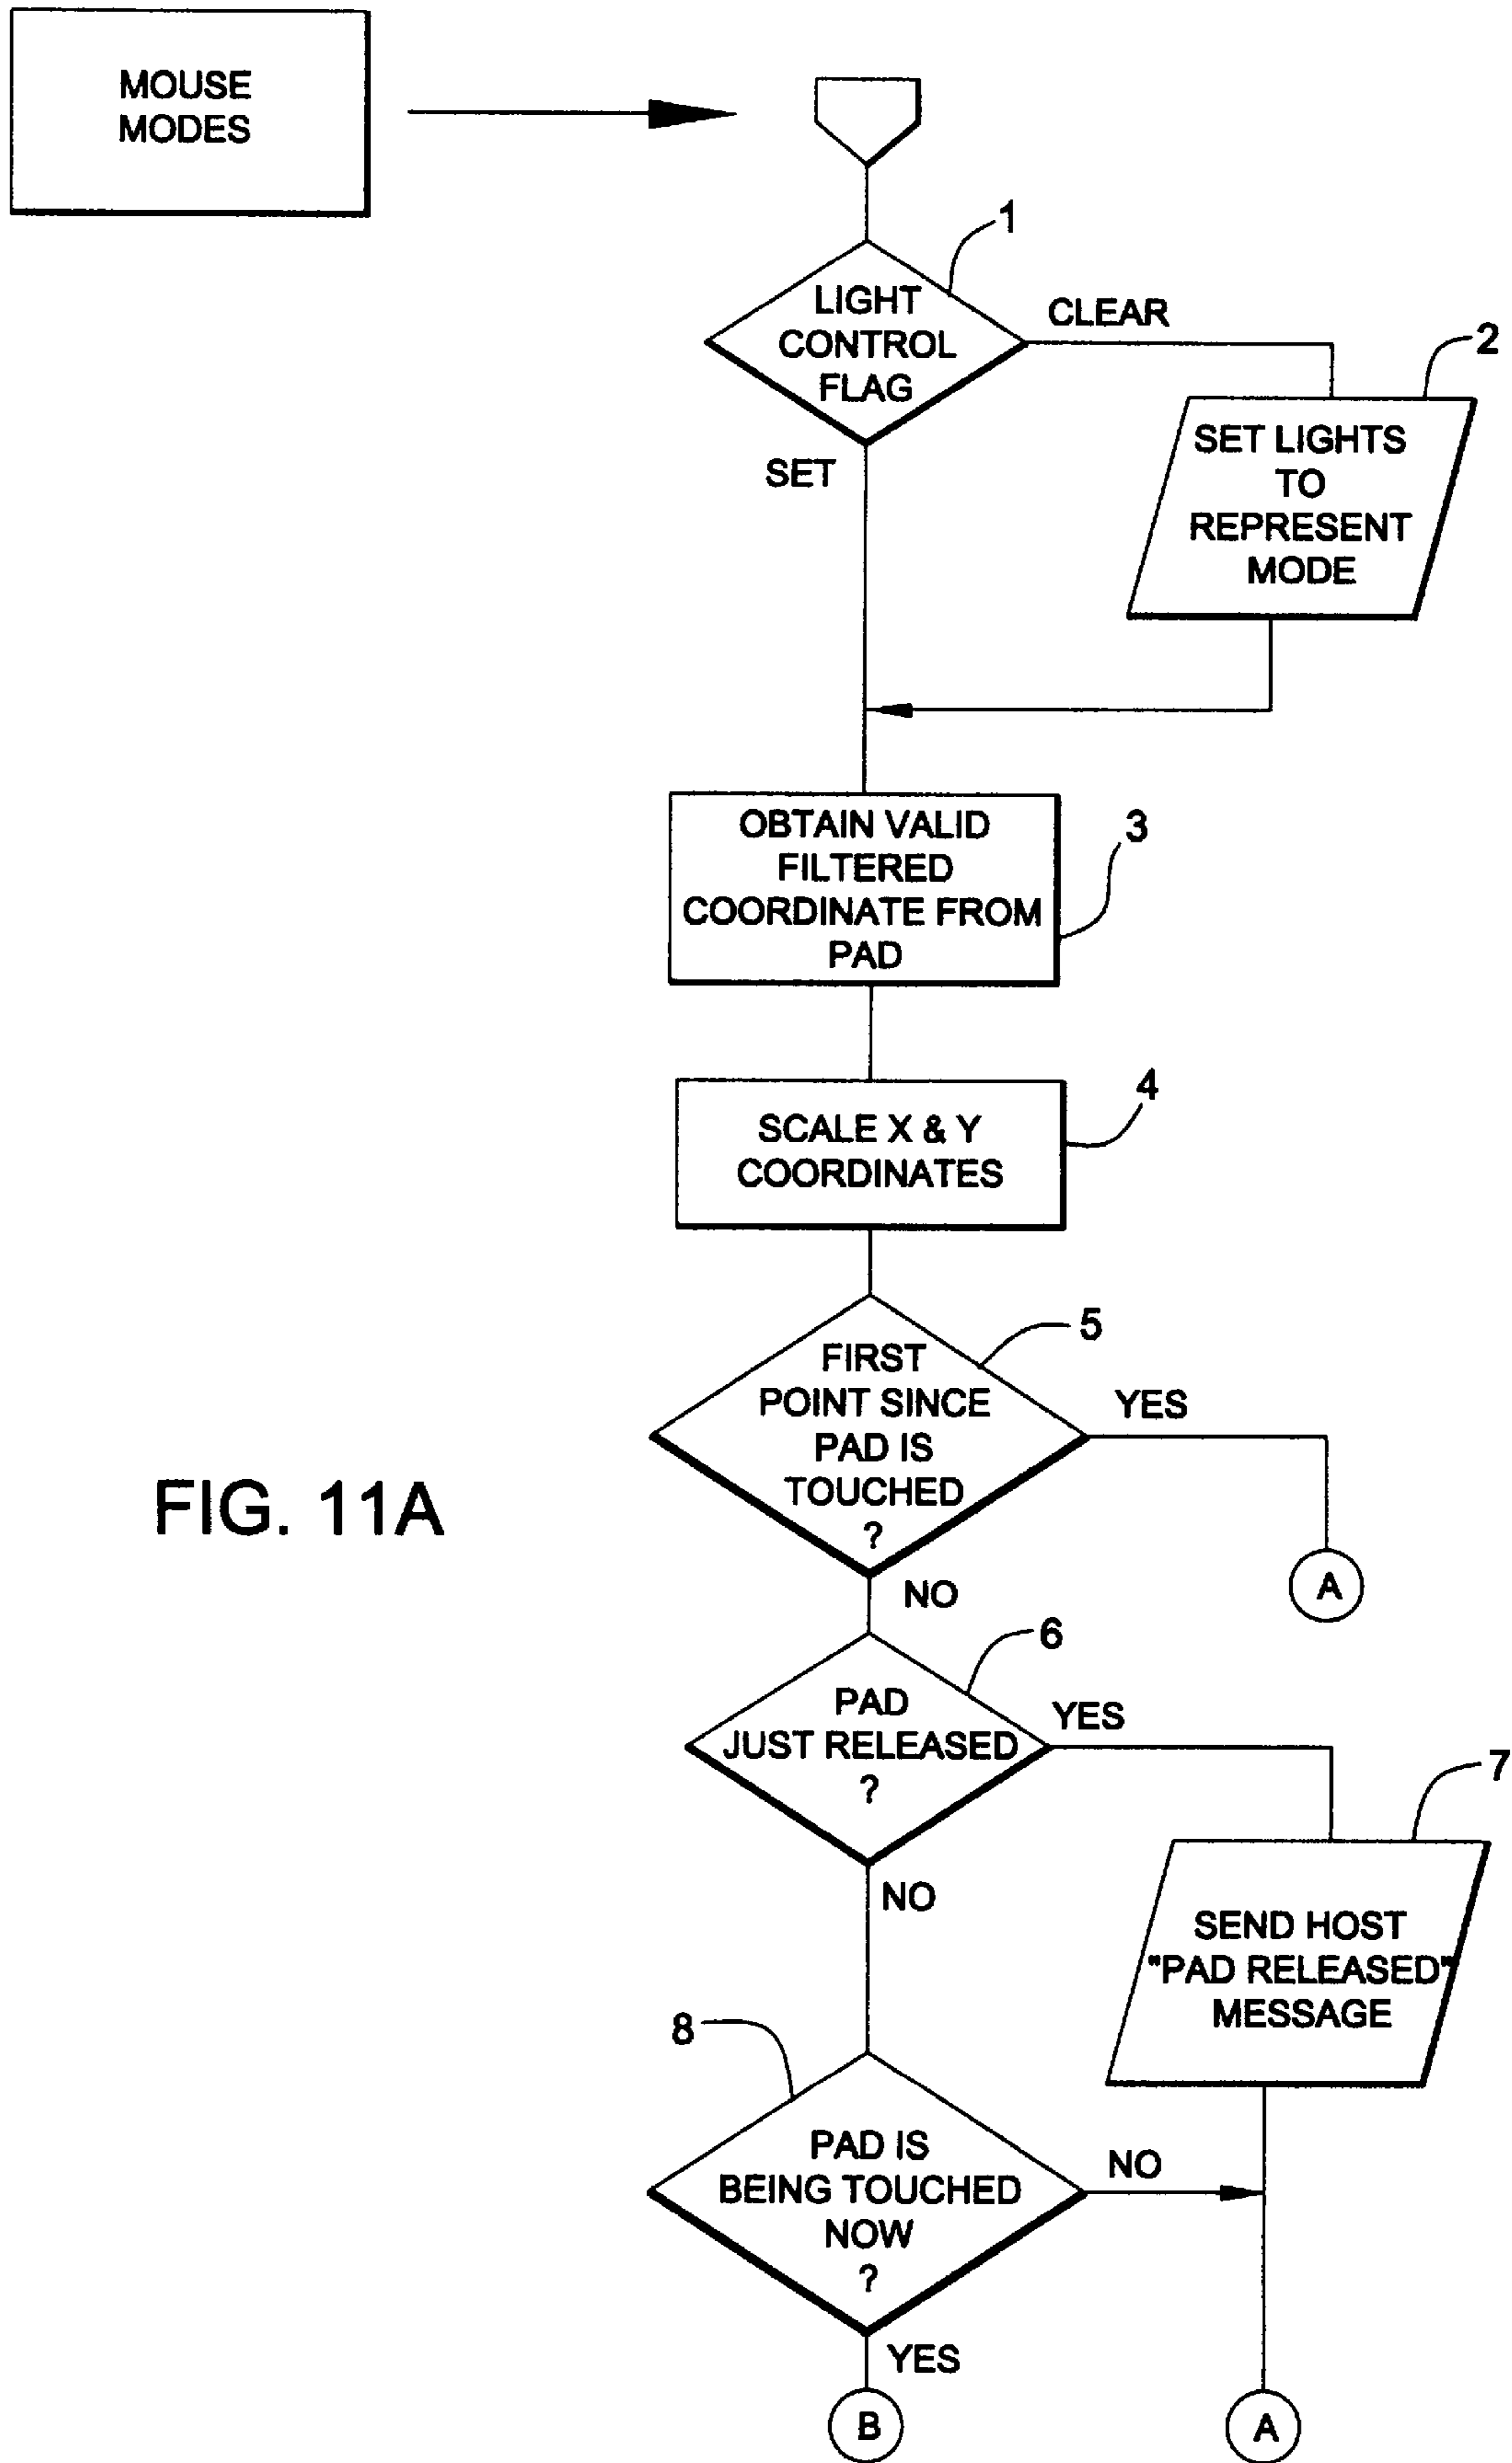 MOUSE
MODES
1
LIGHT
CONTROL
FLAG
CLEAR
SET
2
SET LIGHTS
TO
REPRESENT
MODE
OBTAIN VALID
FILTERED
COORDINATE FROM
PAD
3
SCALE X & Y
COORDINATES
4
FIRST
POINT SINCE
PAD IS
TOUCHED
?
5
YES
A
NO
FIG. 11A
PAD
JUST RELEASED
?
6
YES
NO
7
SEND HOST
"PAD RELEASED"
MESSAGE
8
PAD IS
BEING TOUCHED
NOW
?
NO
YES
B
A